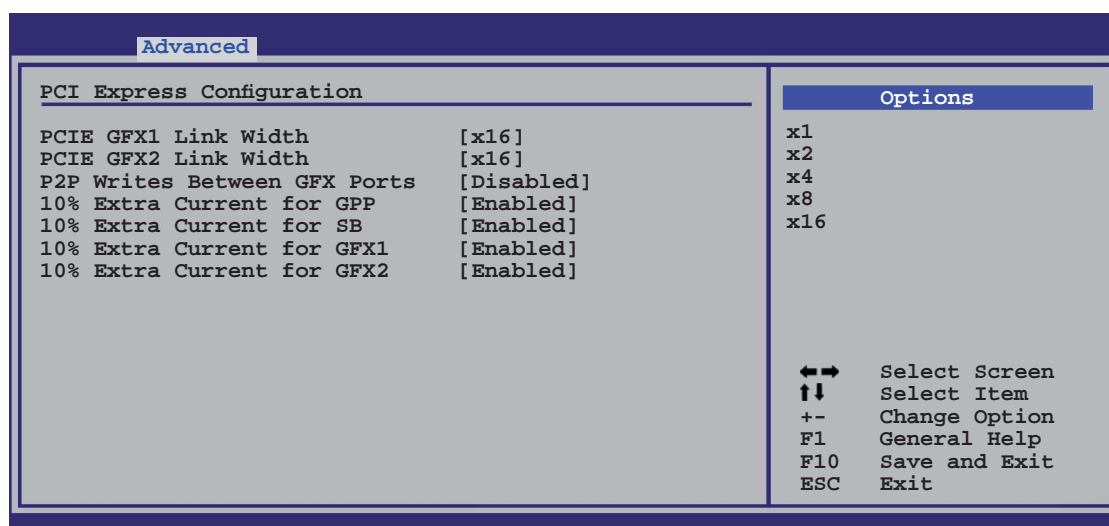 Advanced
PCI Express Configuration
PCIE GFX1 Link Width [x16]
PCIE GFX2 Link Width [x16]
P2P Writes Between GFX Ports [Disabled]
10% Extra Current for GPP [Enabled]
10% Extra Current for SB [Enabled]
10% Extra Current for GFX1 [Enabled]
10% Extra Current for GFX2 [Enabled]
Options
x1
x2
x4
x8
x16
←→ Select Screen
↑↓ Select Item
+- Change Option
F1 General Help
F10 Save and Exit
ESC Exit